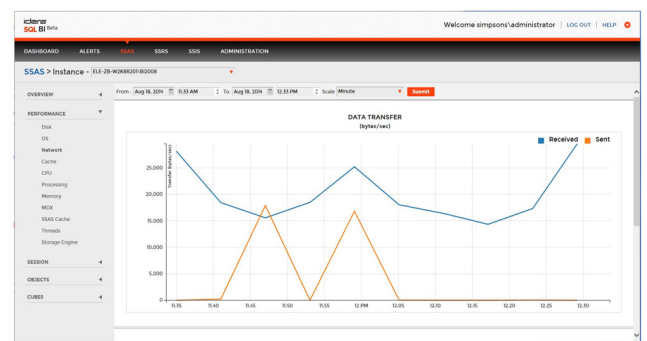 idera
SQL BI Beta
Welcome simpsons\administrator | LOG OUT | HELP
DASHBOARD ALERTS SSAS SSRS SSIS ADMINISTRATION
SSAS > Instance - ELE-ZB-W2K8R201\BI2008
OVERVIEW
PERFORMANCE
Disk
OS
Network
Cache
CPU
Processing
Memory
MDX
SSAS Cache
Threads
Storage Engine
SESSION
OBJECTS
CUBES
From: Aug 18, 2014 11:33 AM To: Aug 18, 2014 12:33 PM Scale Minute Submit
DATA TRANSFER
(bytes/sec)
Received Sent
Transfer (bytes/sec)
25,000
20,000
15,000
10,000
5,000
0
11:35 11:40 11:45 11:50 11:55 12 PM 12:05 12:10 12:15 12:20 12:25 12:30